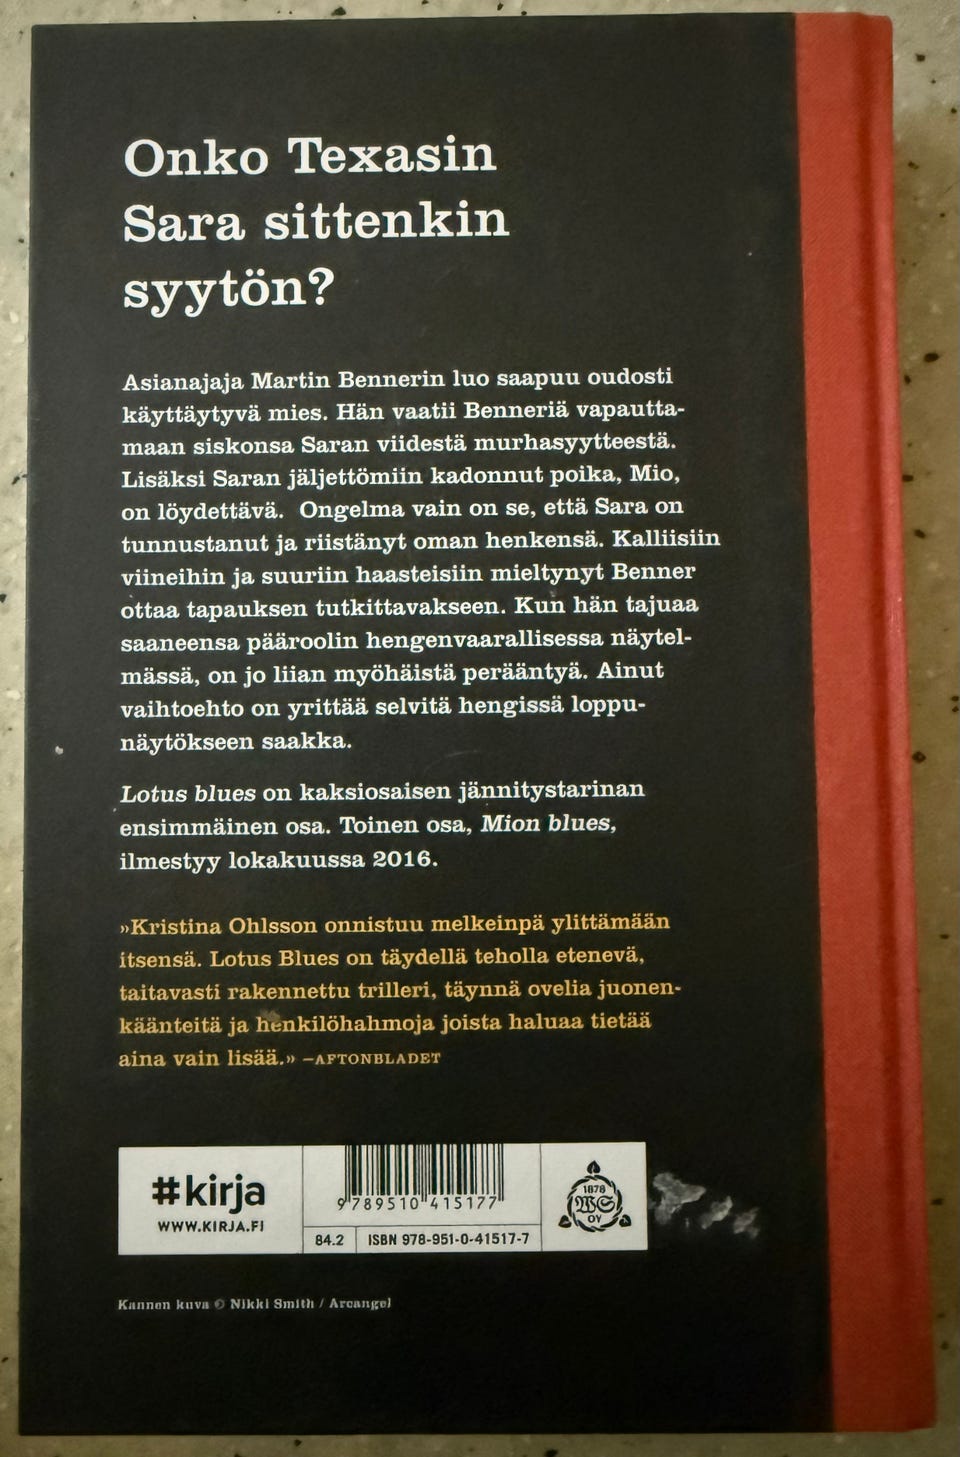 Onko Texasin
Sara sittenkin
syytön?
Asianajaja Martin Bennerin luo saapuu oudosti
käyttäytyvä mies. Hän vaatii Benneriä vapautta-
maan siskonsa Saran viidestä murhasyytteestä.
Lisäksi Saran jäljettömiin kadonnut poika, Mio,
on löydettävä. Ongelma vain on se, että Sara on
tunnustanut ja riistänyt oman henkensä. Kalliisiin
viineihin ja suuriin haasteisiin mieltynyt Benner
ottaa tapauksen tutkittavakseen. Kun hän tajuaa
saaneensa pääroolin hengenvaarallisessa näytel-
mässä, on jo liian myöhäistä perääntyä. Ainut
vaihtoehto on yrittää selvitä hengissä loppu-
näytökseen saakka.
Lotus blues on kaksiosaisen jännitystarinan
ensimmäinen osa. Toinen osa, Mion blues,
ilmestyy lokakuussa 2016.
»Kristina Ohlsson onnistuu melkeinpä ylittämään
itsensä. Lotus Blues on täydellä teholla etenevä,
taitavasti rakennettu trilleri, täynnä ovelia juonen-
käänteitä ja henkilöhahmoja joista haluaa tietää
aina vain lisää.» –AFTONBLADET
#kirja
WWW.KIRJA.FI
9 789510 415177
84.2 ISBN 978-951-0-41517-7
1878
WS
OY
Kannen kuva © Nikki Smith / Arcangel